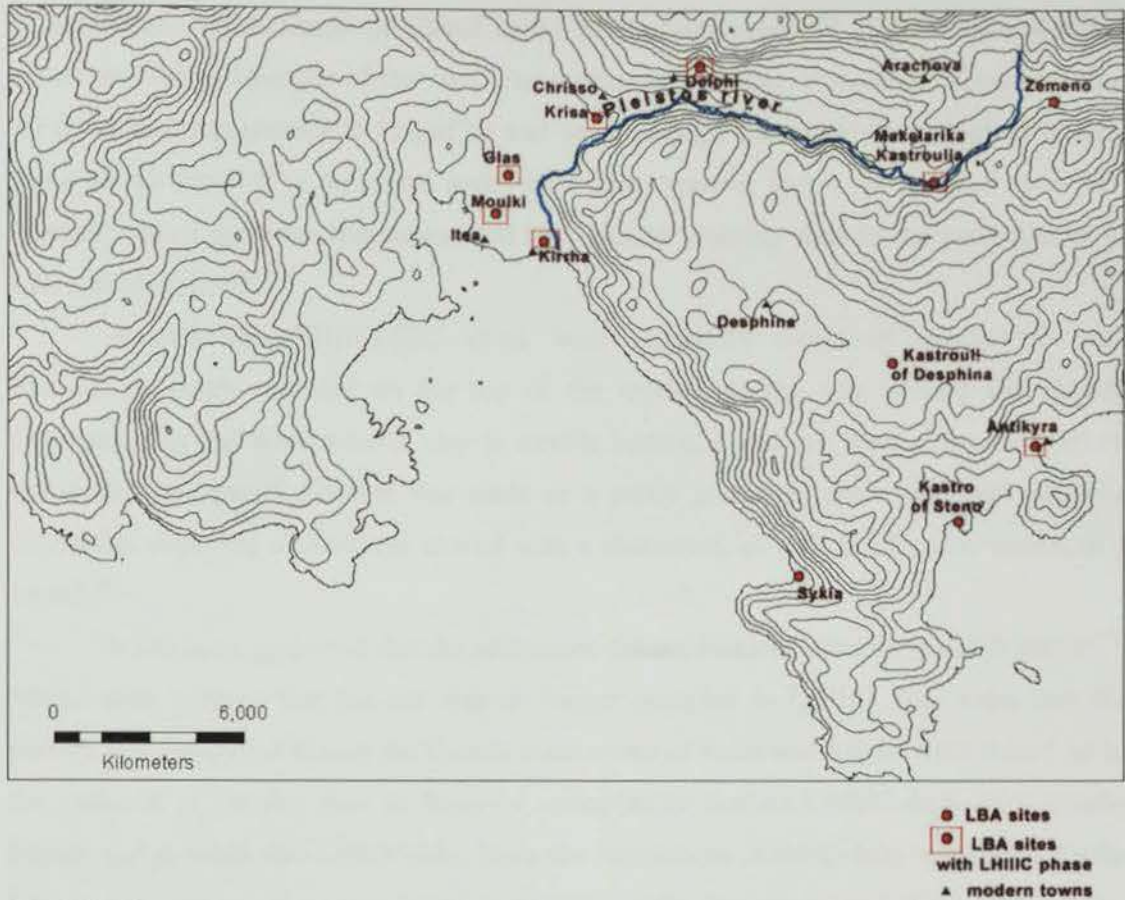 Delphi
Arachova
Chrisso
Zemeno
Krisa
Pleistos river
Makelarika
Kastroulia
Glas
Moulki
Itea
Kirrha
Desphina
Kastrouli
of Desphina
Antikyra
Kastro
of Steno
Sykia
0 6,000
Kilometers
LBA sites
LBA sites
with LHIIIC phase
modern towns